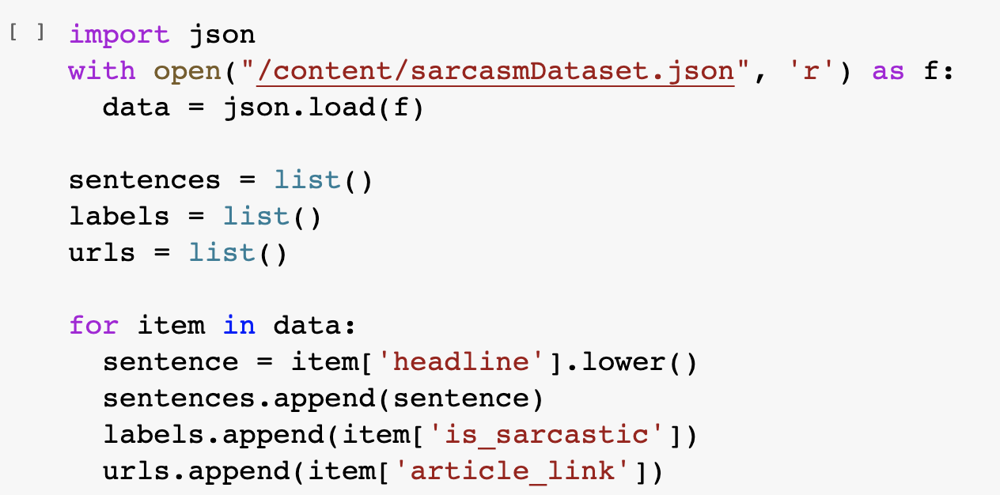 [ ] import json
with open("/content/sarcasmDataset.json", 'r') as f:
  data = json.load(f)

sentences = list()
labels = list()
urls = list()

for item in data:
  sentence = item['headline'].lower()
  sentences.append(sentence)
  labels.append(item['is_sarcastic'])
  urls.append(item['article_link'])